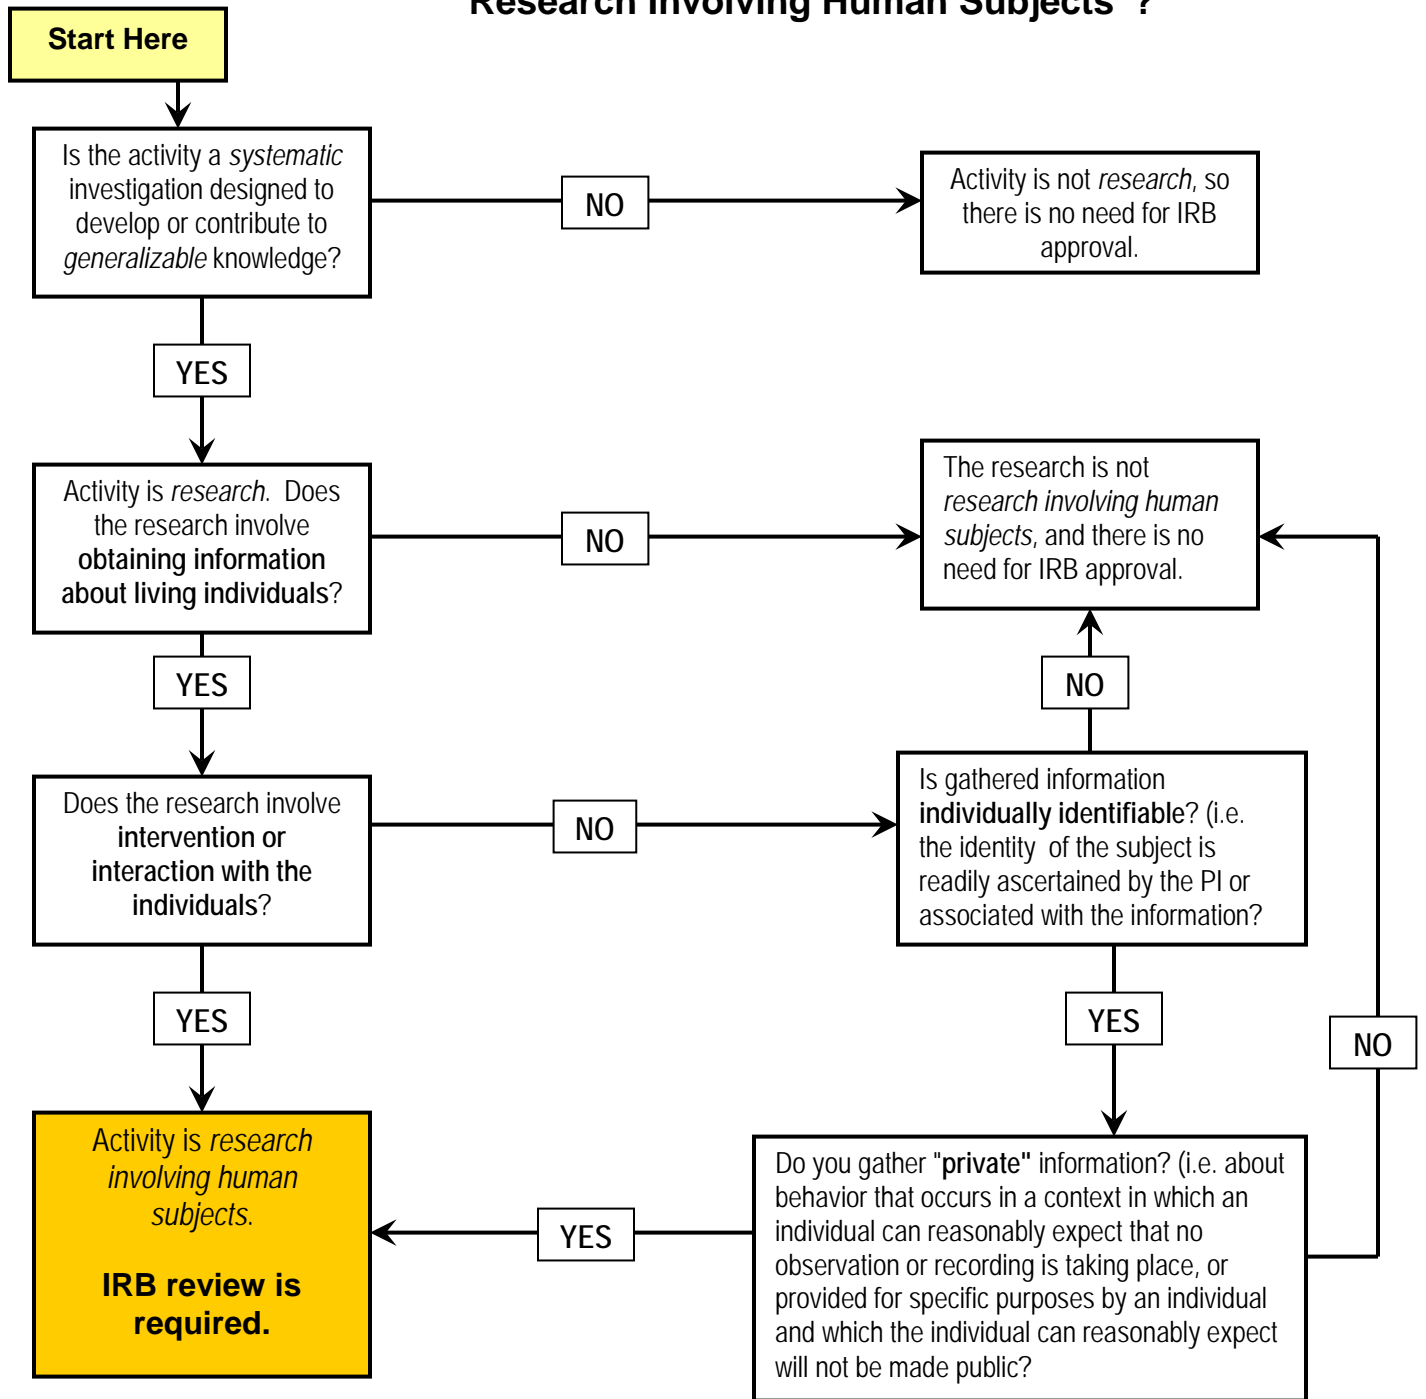 Research Involving Human Subjects"?
Start Here
Is the activity a systematic
investigation designed to
develop or contribute to
generalizable knowledge?
NO
Activity is not research, so
there is no need for IRB
approval.
YES
Activity is research.  Does
the research involve
obtaining information
about living individuals?
NO
The research is not
research involving human
subjects, and there is no
need for IRB approval.
YES
NO
Does the research involve
intervention or
interaction with the
individuals?
NO
Is gathered information
individually identifiable? (i.e.
the identity  of the subject is
readily ascertained by the PI or
associated with the information?
YES
YES
NO
Activity is research
involving human
subjects.
IRB review is
required.
YES
Do you gather "private" information? (i.e. about
behavior that occurs in a context in which an
individual can reasonably expect that no
observation or recording is taking place, or
provided for specific purposes by an individual
and which the individual can reasonably expect
will not be made public?